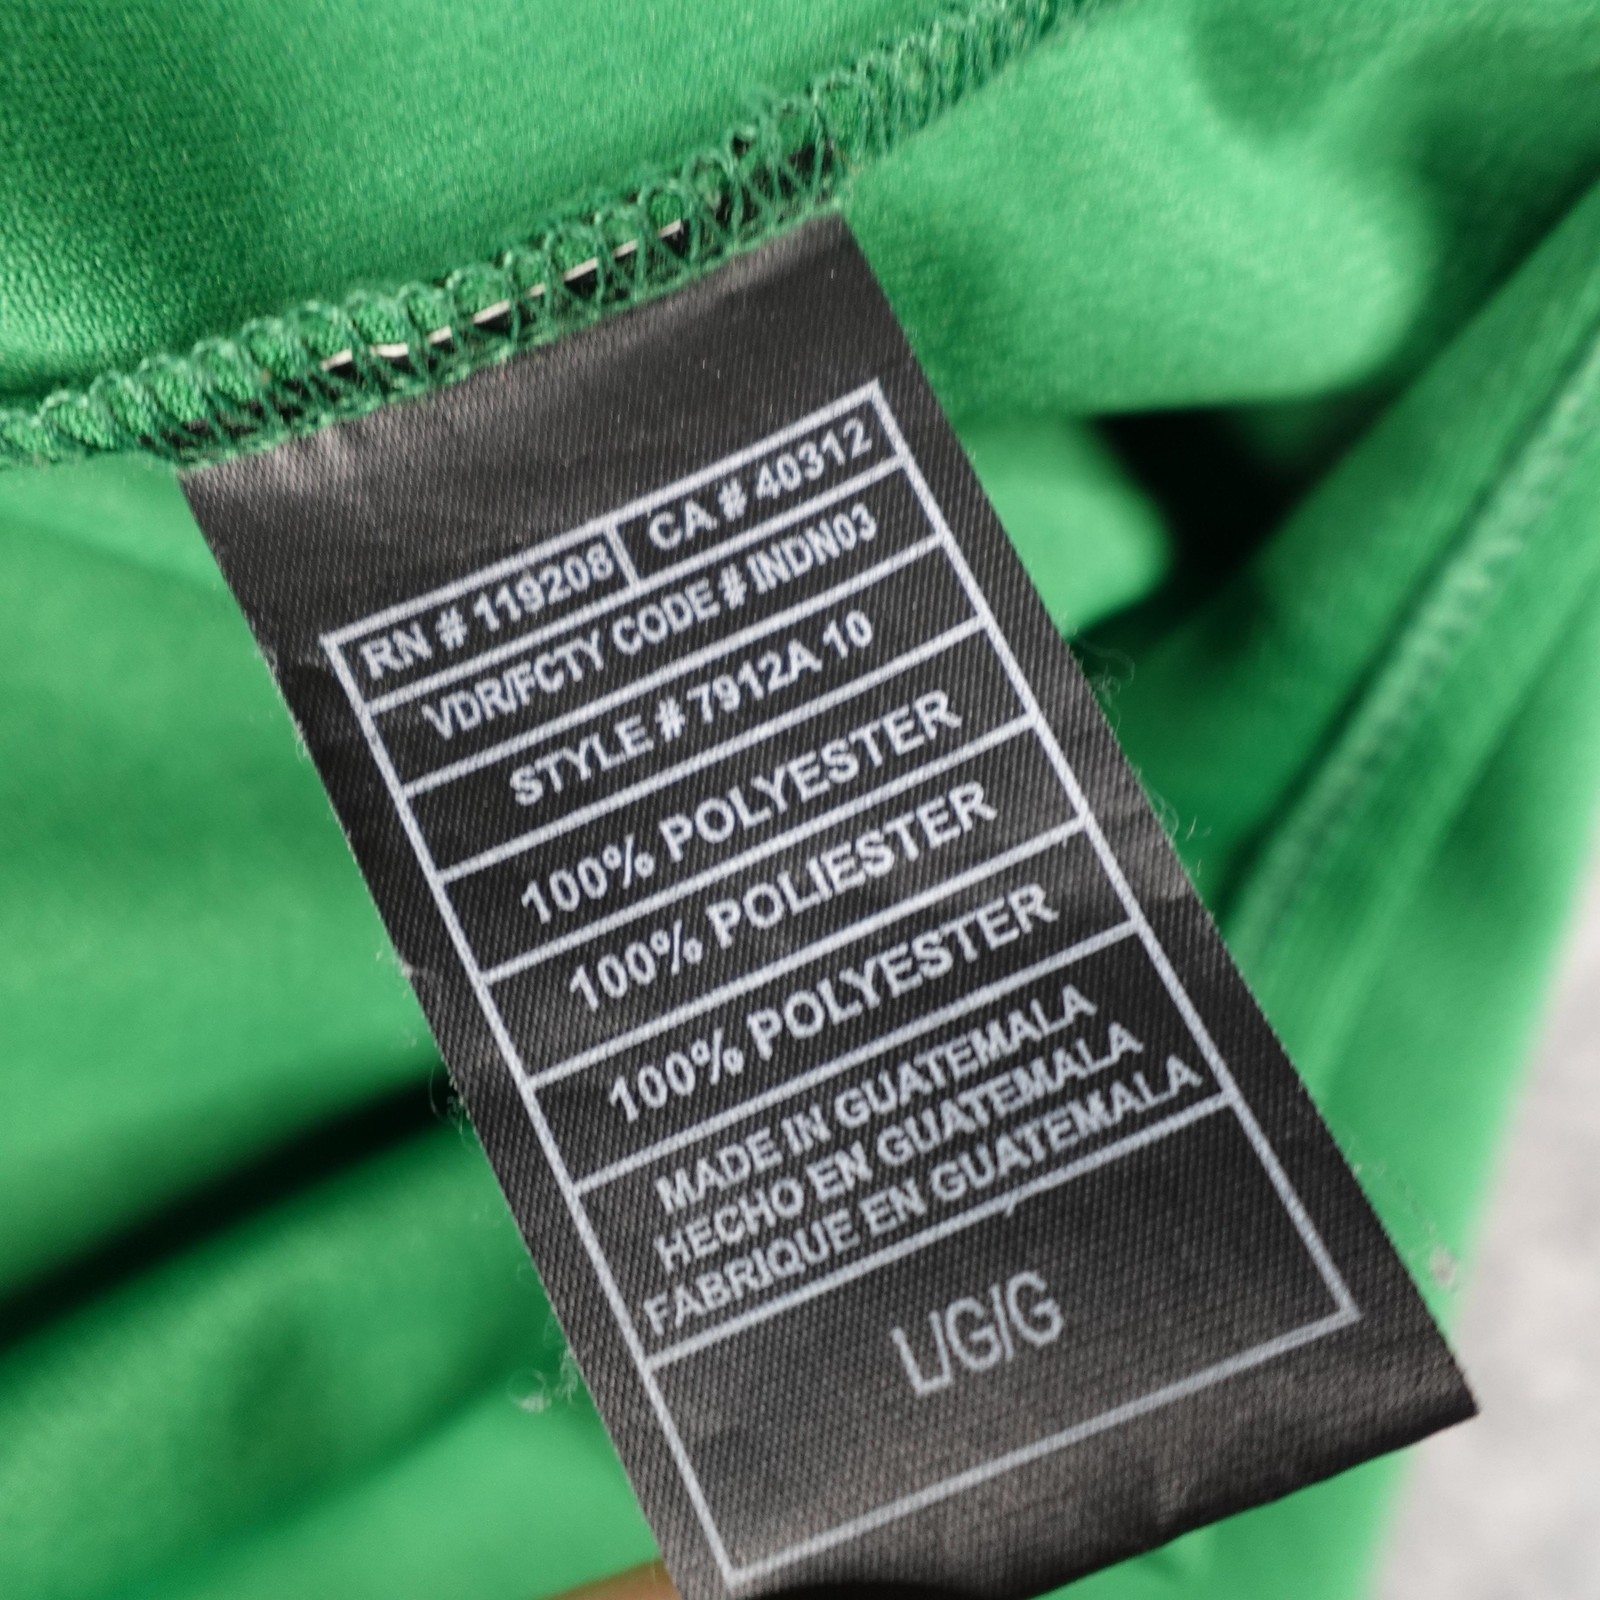 RN # 119208 CA # 40312
VDR/FCTY CODE # INDN03
STYLE # 7912A 10
100% POLYESTER
100% POLIESTER
100% POLYESTER
MADE IN GUATEMALA
HECHO EN GUATEMALA
FABRIQUE EN GUATEMALA
L/G/G